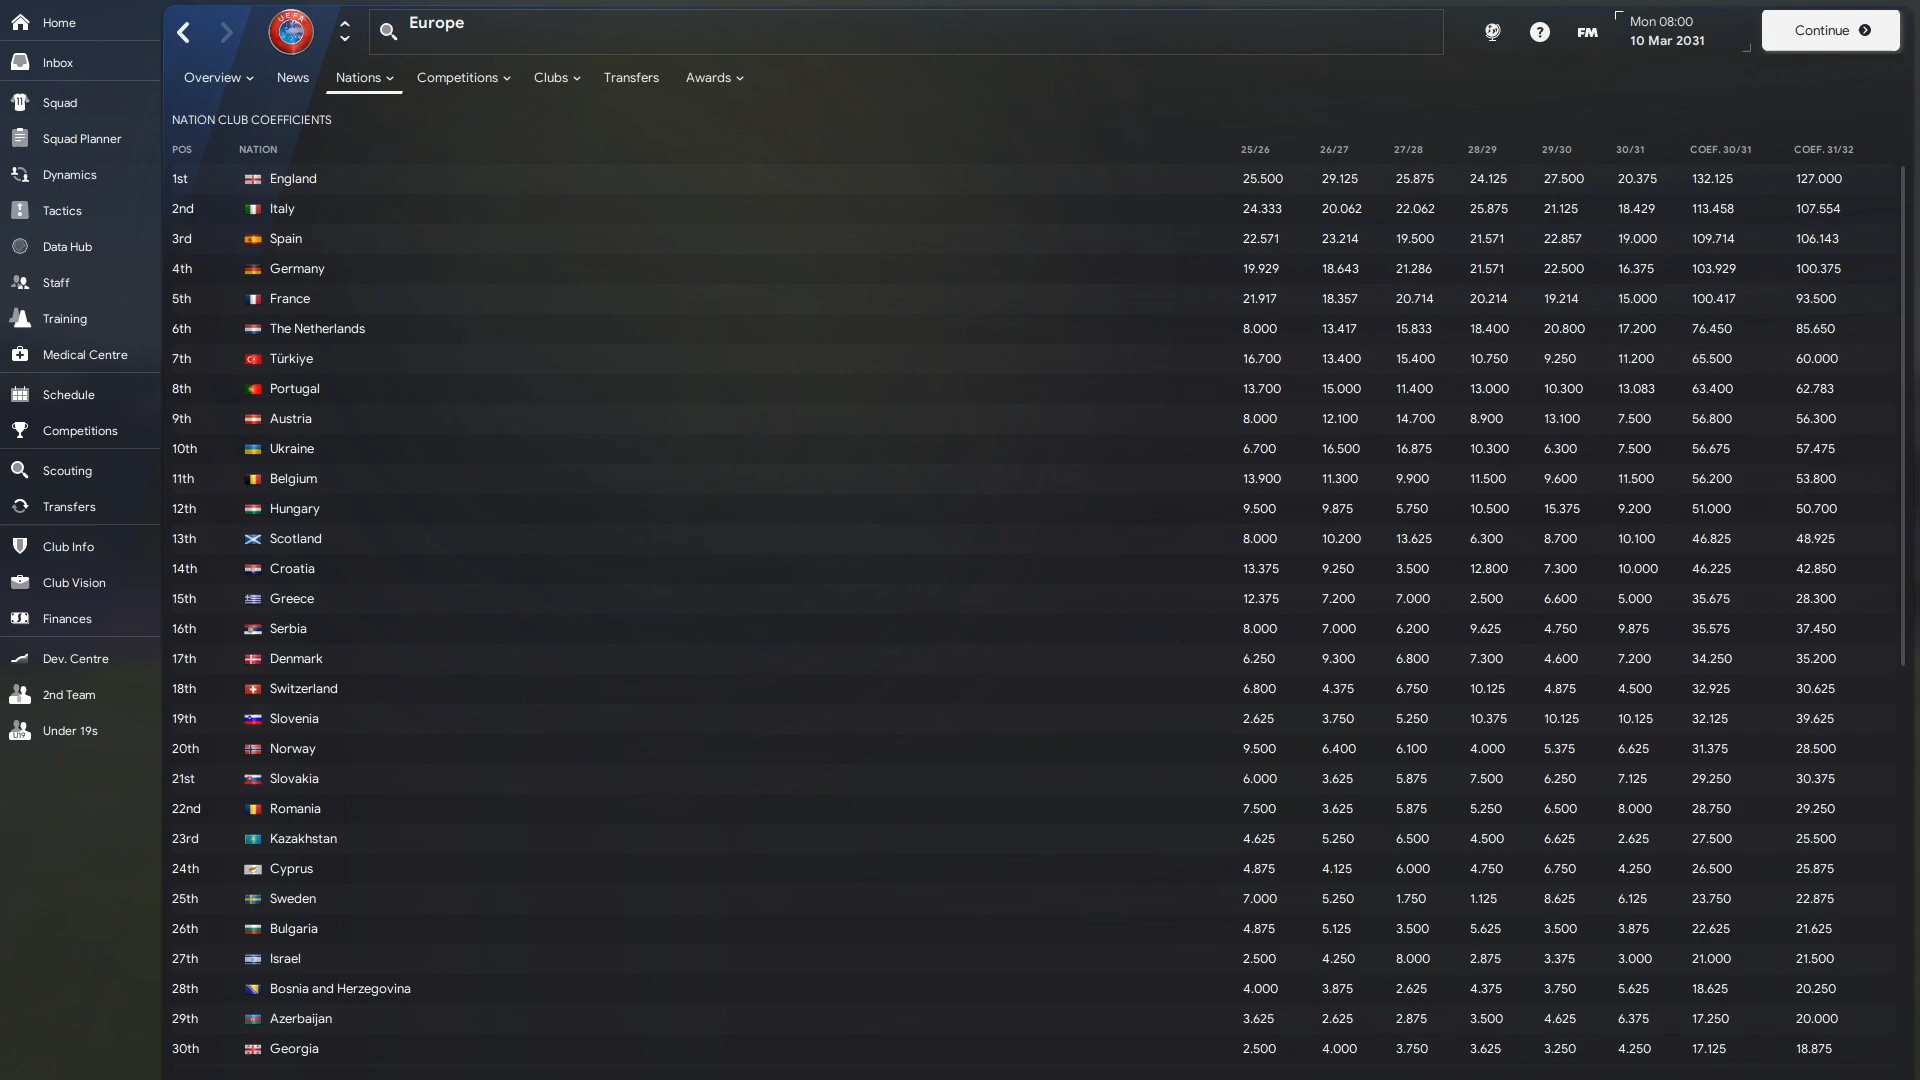 Home
Inbox
Squad
Squad Planner
Dynamics
Tactics
Data Hub
Staff
Training
Medical Centre
Schedule
Competitions
Scouting
Transfers
Club Info
Club Vision
Finances
Dev. Centre
2nd Team
Under 19s
UEFA
Europe
FM
Mon 08:00
10 Mar 2031
Continue
Overview News Nations Competitions Clubs Transfers Awards
NATION CLUB COEFFICIENTS
POS NATION 25/26 26/27 27/28 28/29 29/30 30/31 COEF. 30/31 COEF. 31/32
1st England 25.500 29.125 25.875 24.125 27.500 20.375 132.125 127.000
2nd Italy 24.333 20.062 22.062 25.875 21.125 18.429 113.458 107.554
3rd Spain 22.571 23.214 19.500 21.571 22.857 19.000 109.714 106.143
4th Germany 19.929 18.643 21.286 21.571 22.500 16.375 103.929 100.375
5th France 21.917 18.357 20.714 20.214 19.214 15.000 100.417 93.500
6th The Netherlands 8.000 13.417 15.833 18.400 20.800 17.200 76.450 85.650
7th Türkiye 16.700 13.400 15.400 10.750 9.250 11.200 65.500 60.000
8th Portugal 13.700 15.000 11.400 13.000 10.300 13.083 63.400 62.783
9th Austria 8.000 12.100 14.700 8.900 13.100 7.500 56.800 56.300
10th Ukraine 6.700 16.500 16.875 10.300 6.300 7.500 56.675 57.475
11th Belgium 13.900 11.300 9.900 11.500 9.600 11.500 56.200 53.800
12th Hungary 9.500 9.875 5.750 10.500 15.375 9.200 51.000 50.700
13th Scotland 8.000 10.200 13.625 6.300 8.700 10.100 46.825 48.925
14th Croatia 13.375 9.250 3.500 12.800 7.300 10.000 46.225 42.850
15th Greece 12.375 7.200 7.000 2.500 6.600 5.000 35.675 28.300
16th Serbia 8.000 7.000 6.200 9.625 4.750 9.875 35.575 37.450
17th Denmark 6.250 9.300 6.800 7.300 4.600 7.200 34.250 35.200
18th Switzerland 6.800 4.375 6.750 10.125 4.875 4.500 32.925 30.625
19th Slovenia 2.625 3.750 5.250 10.375 10.125 10.125 32.125 39.625
20th Norway 9.500 6.400 6.100 4.000 5.375 6.625 31.375 28.500
21st Slovakia 6.000 3.625 5.875 7.500 6.250 7.125 29.250 30.375
22nd Romania 7.500 3.625 5.875 5.250 6.500 8.000 28.750 29.250
23rd Kazakhstan 4.625 5.250 6.500 4.500 6.625 2.625 27.500 25.500
24th Cyprus 4.875 4.125 6.000 4.750 6.750 4.250 26.500 25.875
25th Sweden 7.000 5.250 1.750 1.125 8.625 6.125 23.750 22.875
26th Bulgaria 4.875 5.125 3.500 5.625 3.500 3.875 22.625 21.625
27th Israel 2.500 4.250 8.000 2.875 3.375 3.000 21.000 21.500
28th Bosnia and Herzegovina 4.000 3.875 2.625 4.375 3.750 5.625 18.625 20.250
29th Azerbaijan 3.625 2.625 2.875 3.500 4.625 6.375 17.250 20.000
30th Georgia 2.500 4.000 3.750 3.625 3.250 4.250 17.125 18.875